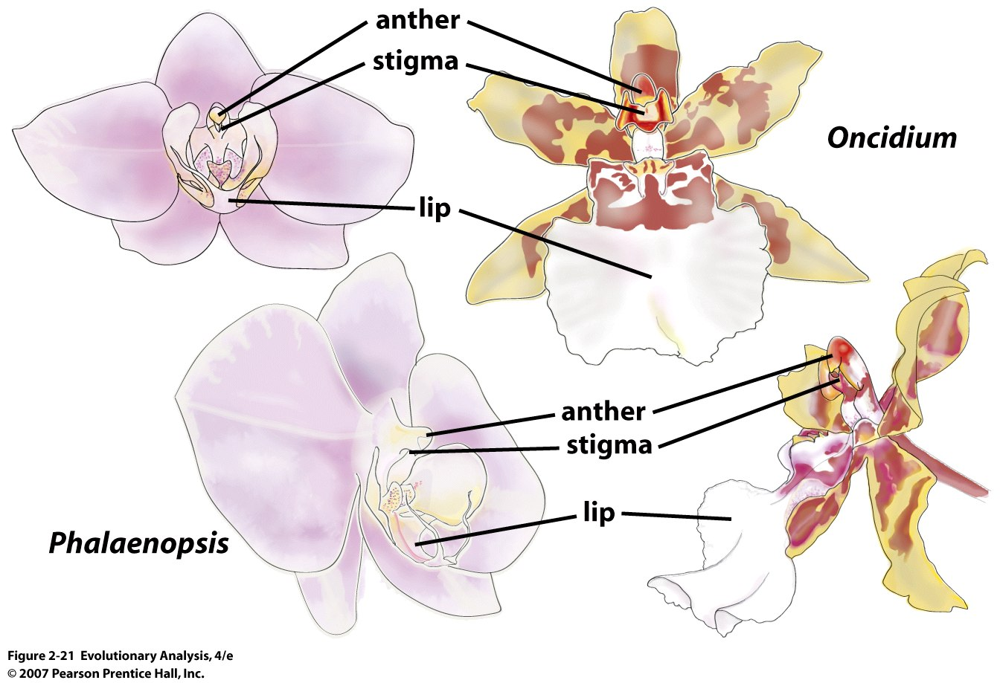 anther
stigma
Oncidium
lip
anther
stigma
lip
Phalaenopsis
Figure 2-21 Evolutionary Analysis, 4/e
© 2007 Pearson Prentice Hall, Inc.